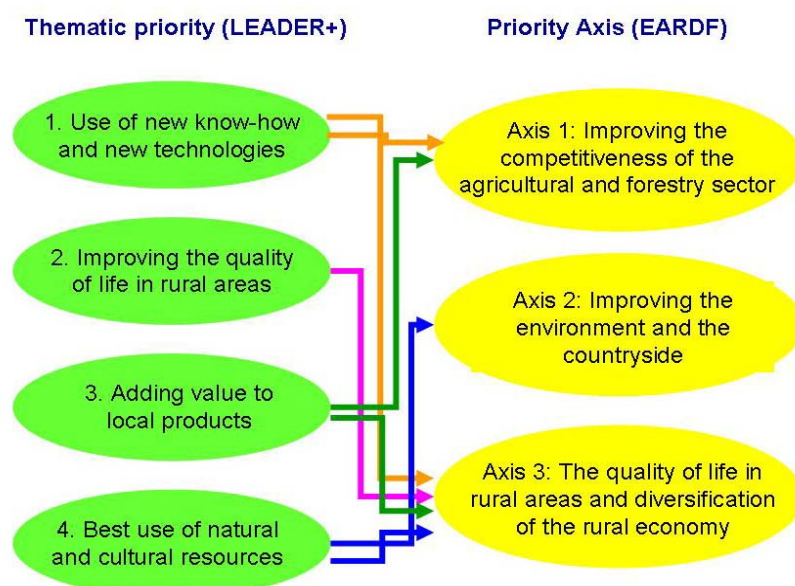 Thematic priority (LEADER+)
Priority Axis (EARDF)
1. Use of new know-how
and new technologies
2. Improving the quality
of life in rural areas
3. Adding value to
local products
4. Best use of natural
and cultural resources
Axis 1: Improving the
competitiveness of the
agricultural and forestry sector
Axis 2: Improving the
environment and the
countryside
Axis 3: The quality of life in
rural areas and diversification
of the rural economy